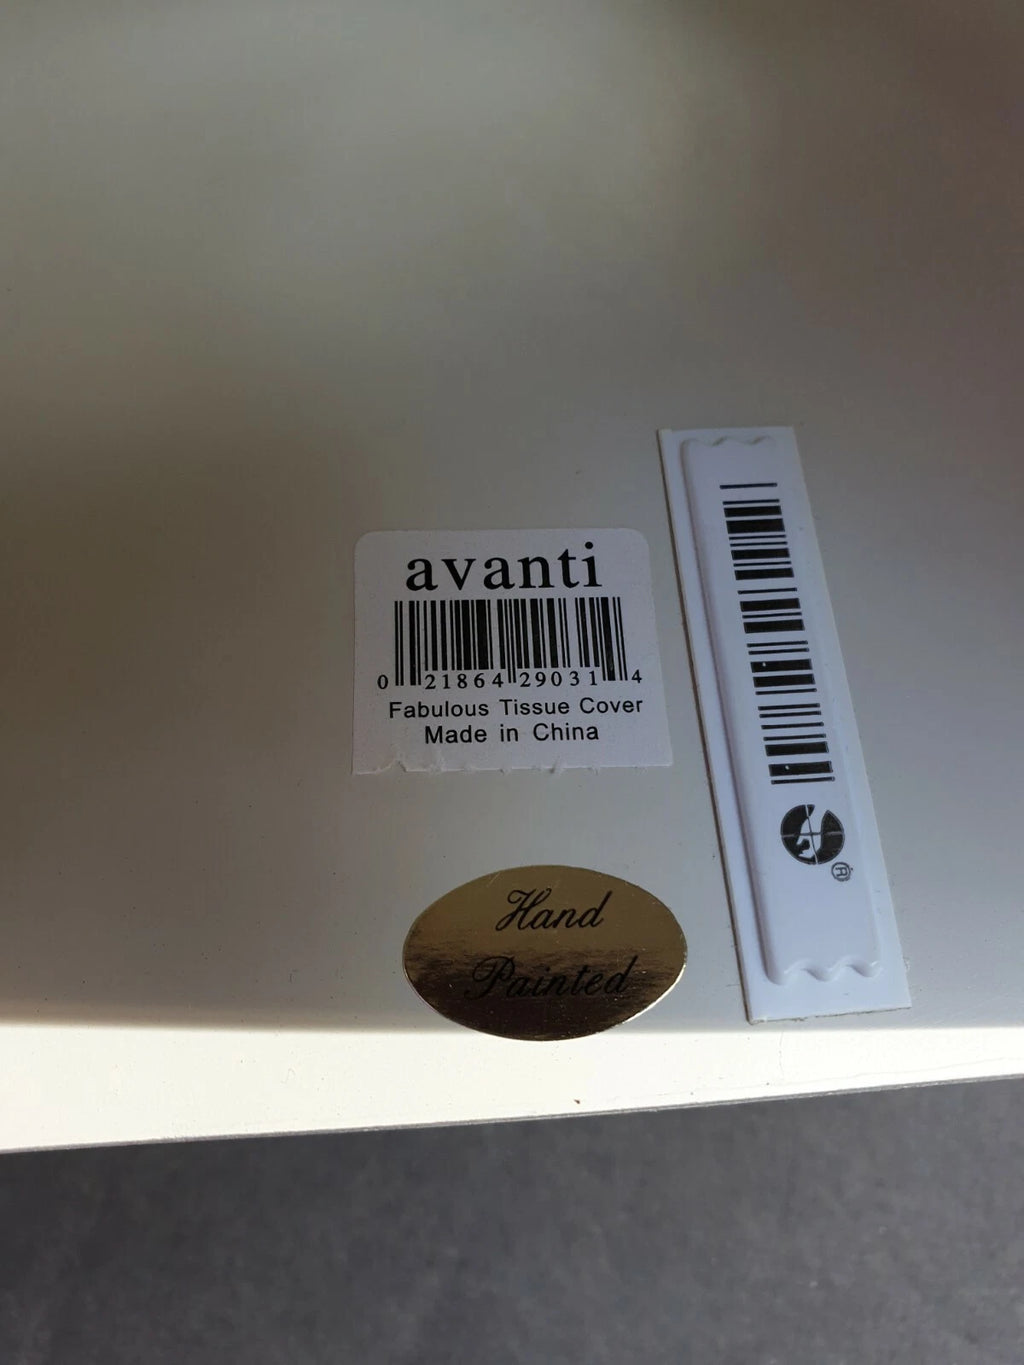 avanti
0 21864 29031 4
Fabulous Tissue Cover
Made in China
Hand
Painted
®